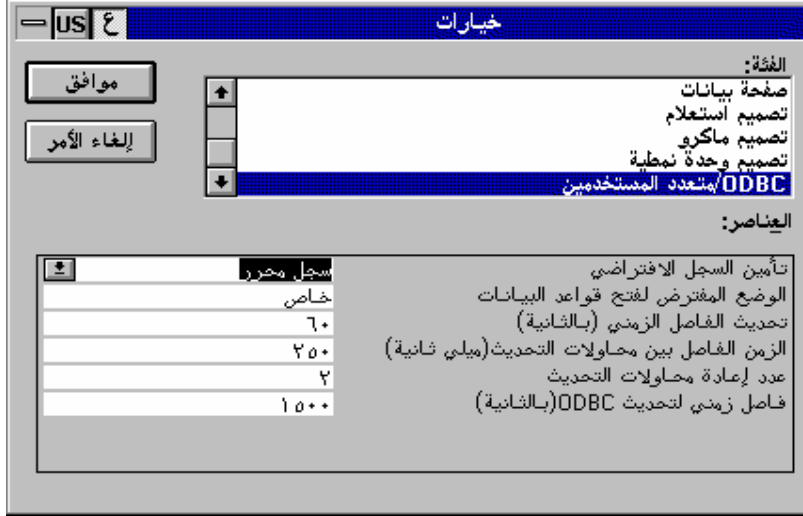 خيارات
ع
US
الفئة:
صفحة بيانات
تصميم استعلام
تصميم ماكرو
تصميم وحدة نمطية
ODBC/متعدد المستخدمين
موافق
إلغاء الأمر
العناصر:
تأمين السجل الافتراضي سجل محرر
الوضع المفترض لفتح قواعد البيانات خاص
تحديث الفاصل الزمني (بالثانية) ٦٠
الزمن الفاصل بين محاولات التحديث(ميلي ثانية) ٢٥٠
عدد إعادة محاولات التحديث ٢
فاصل زمني لتحديث ODBC(بالثانية) ١٥٠٠